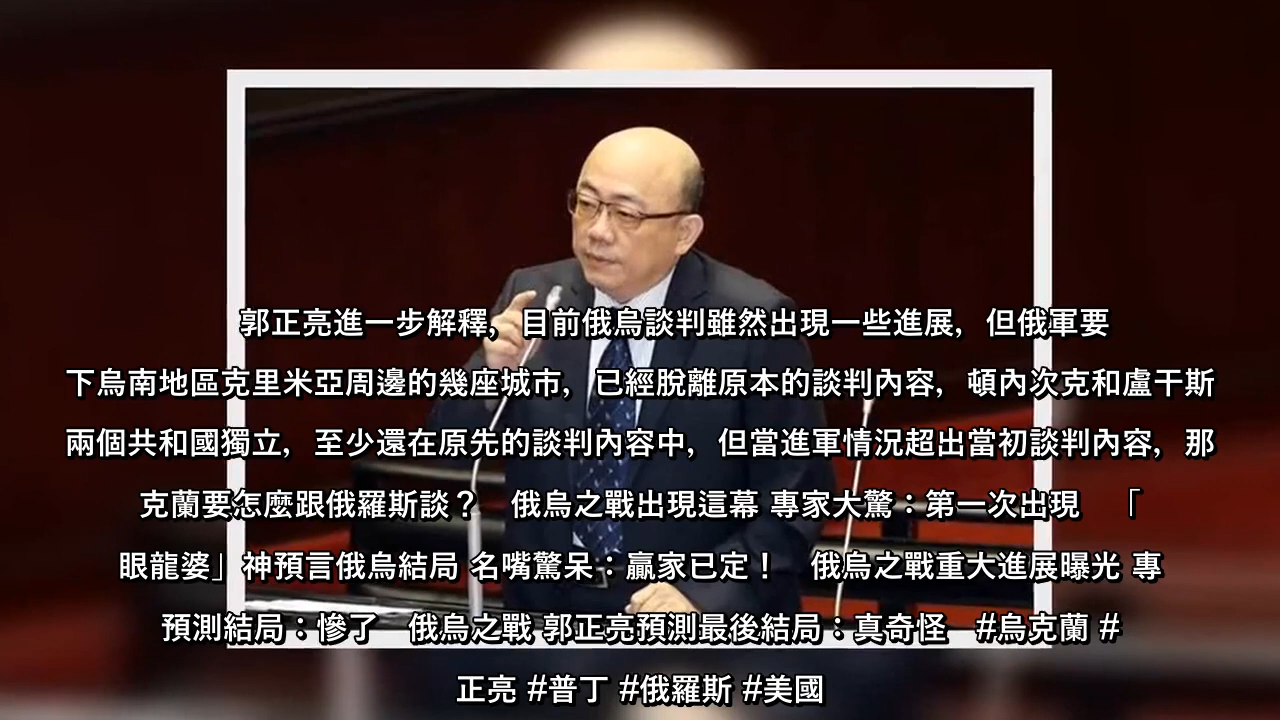 郭正亮進一步解釋，目前俄烏談判雖然出現一些進展，但俄軍要
下烏南地區克里米亞周邊的幾座城市，已經脫離原本的談判內容，頓內次克和盧干斯
兩個共和國獨立，至少還在原先的談判內容中，但當進軍情況超出當初談判內容，那
克蘭要怎麼跟俄羅斯談？　俄烏之戰出現這幕 專家大驚：第一次出現　「
眼龍婆」神預言俄烏結局 名嘴驚呆：贏家已定！　俄烏之戰重大進展曝光 專
預測結局：慘了　俄烏之戰 郭正亮預測最後結局：真奇怪　#烏克蘭 #
正亮 #普丁 #俄羅斯 #美國